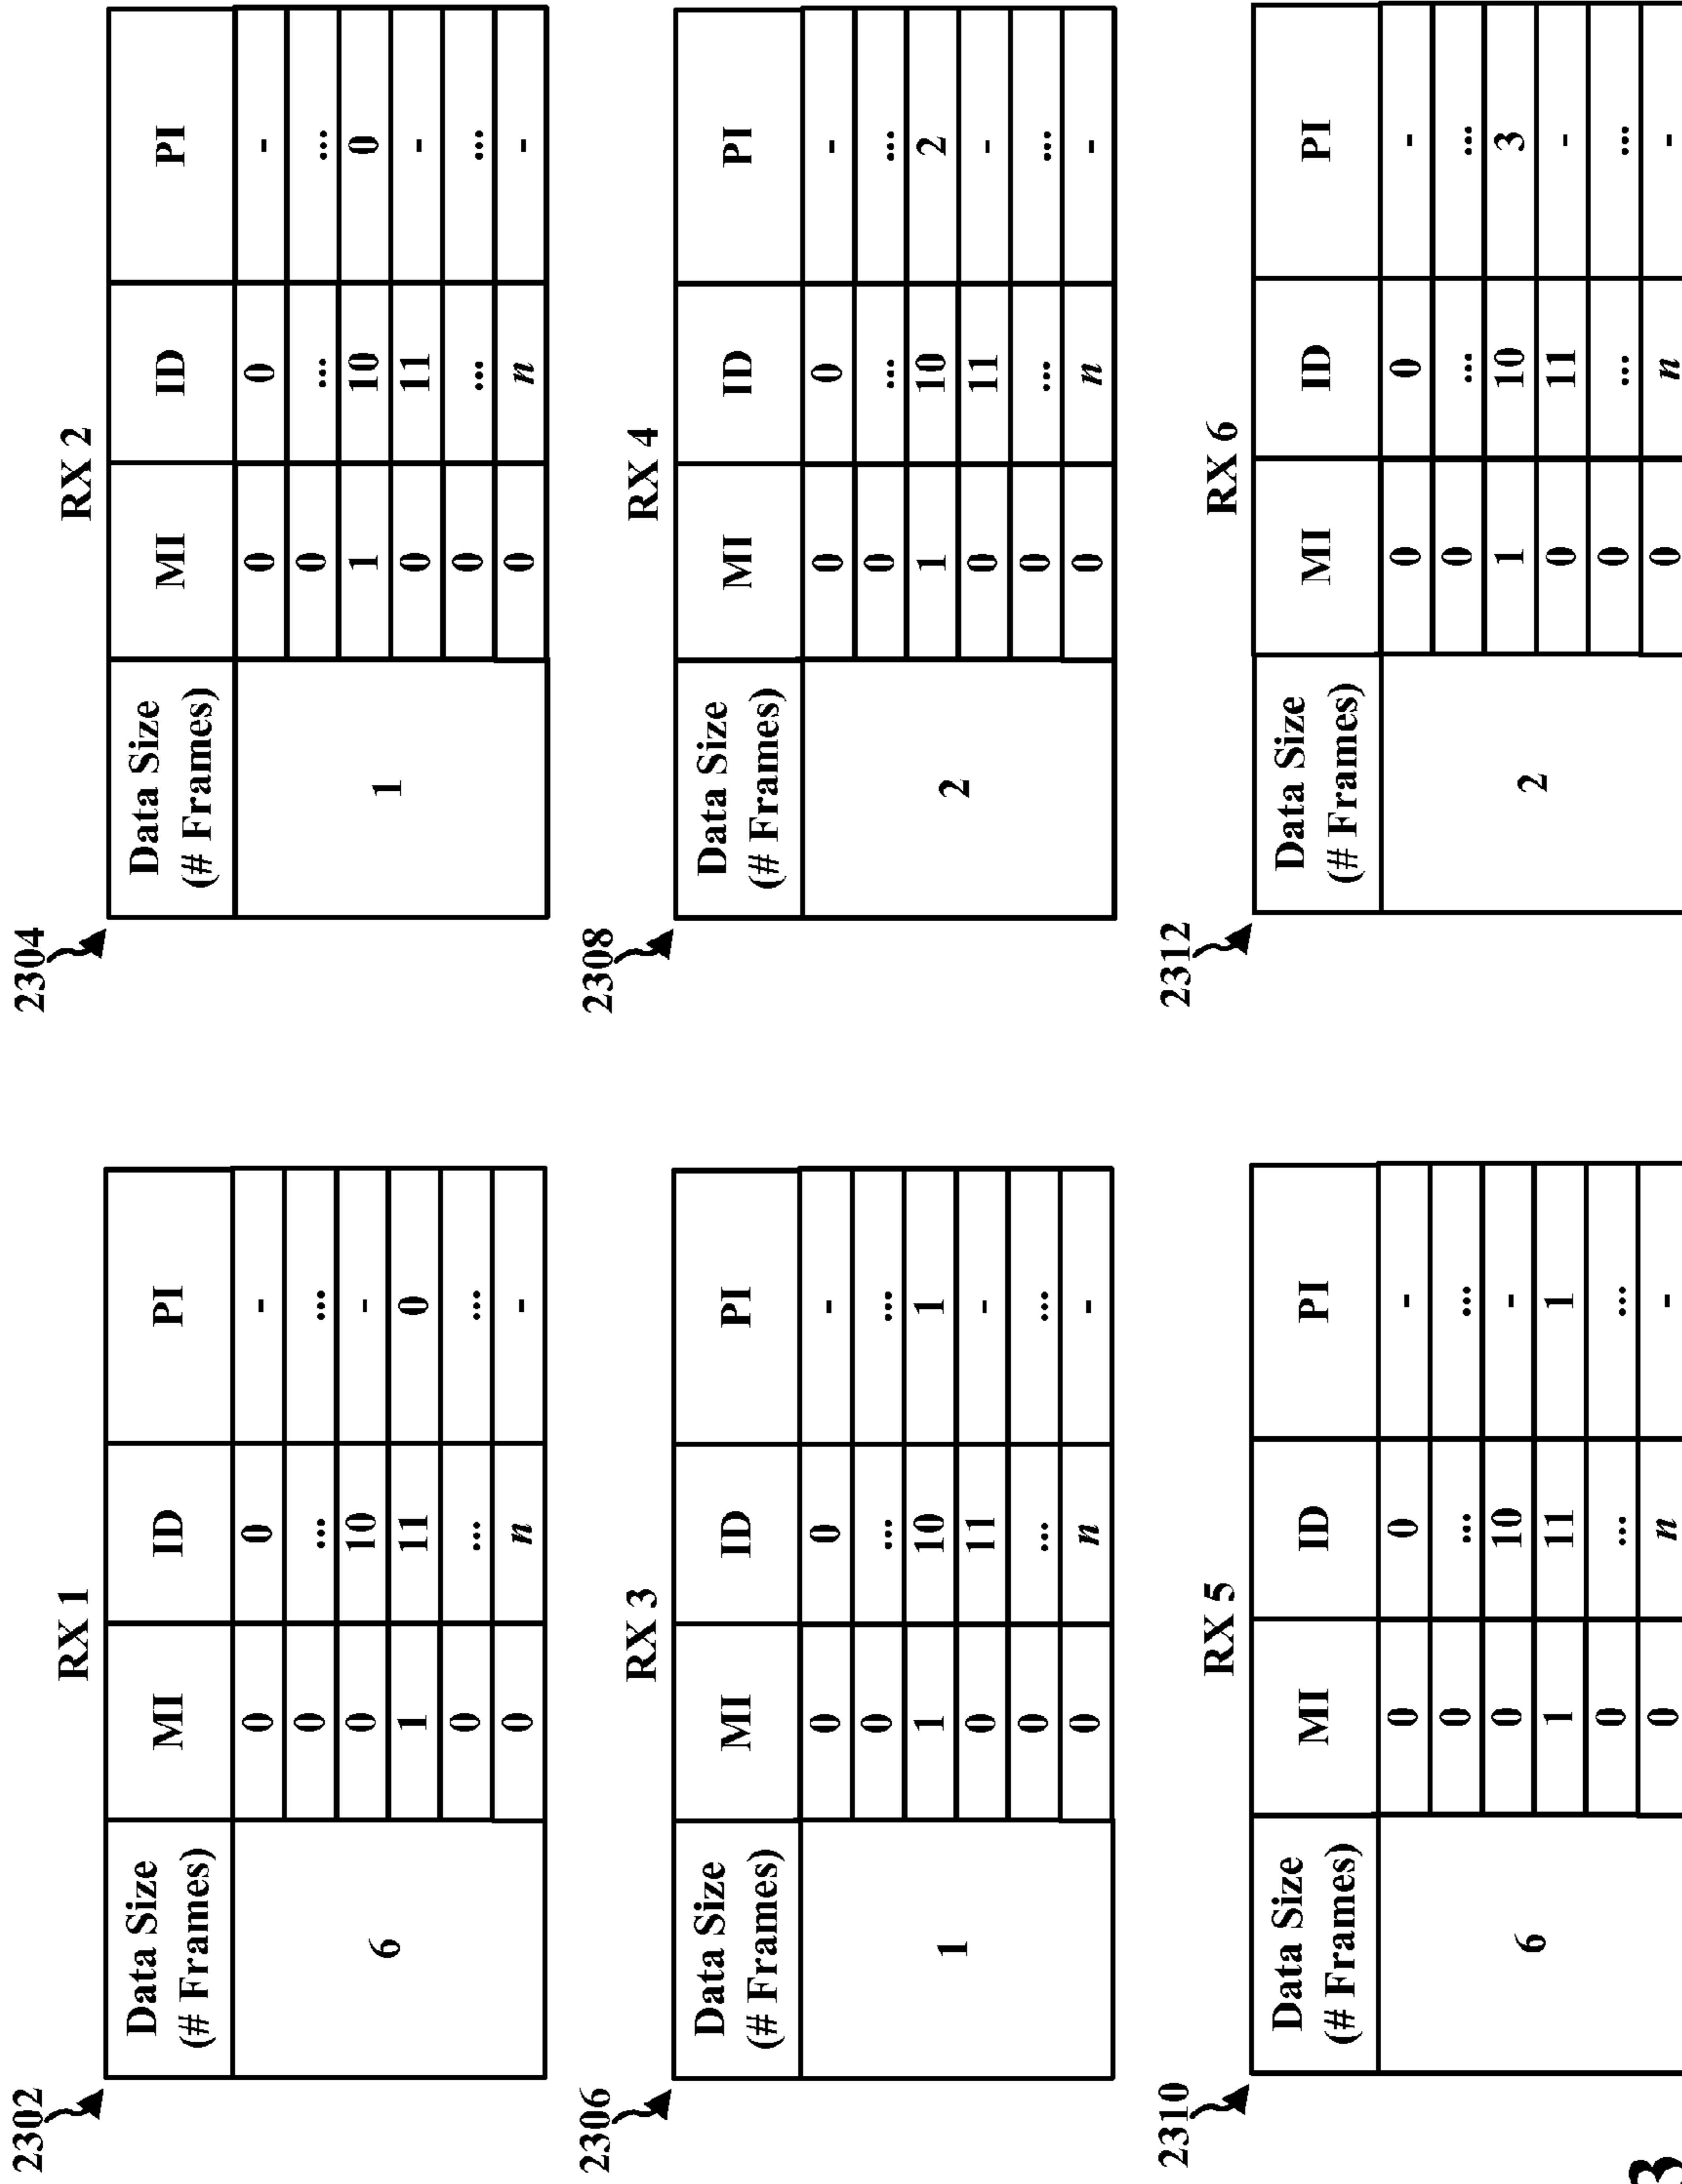 2302
RX 1
Data Size (# Frames) MI ID PI
6
0 0 -
0 ... ...
0 10 -
1 11 0
0 ... ...
0 n -
2304
RX 2
Data Size (# Frames) MI ID PI
1
0 0 -
0 ... ...
1 10 0
0 11 -
0 ... ...
0 n -
2306
RX 3
Data Size (# Frames) MI ID PI
1
0 0 -
0 ... ...
1 10 1
0 11 -
0 ... ...
0 n -
2308
RX 4
Data Size (# Frames) MI ID PI
2
0 0 -
0 ... ...
1 10 2
0 11 -
0 ... ...
0 n -
2310
RX 5
Data Size (# Frames) MI ID PI
6
0 0 -
0 ... ...
0 10 -
1 11 1
0 ... ...
0 n -
2312
RX 6
Data Size (# Frames) MI ID PI
2
0 0 -
0 ... ...
1 10 3
0 11 -
0 ... ...
0 n -
3